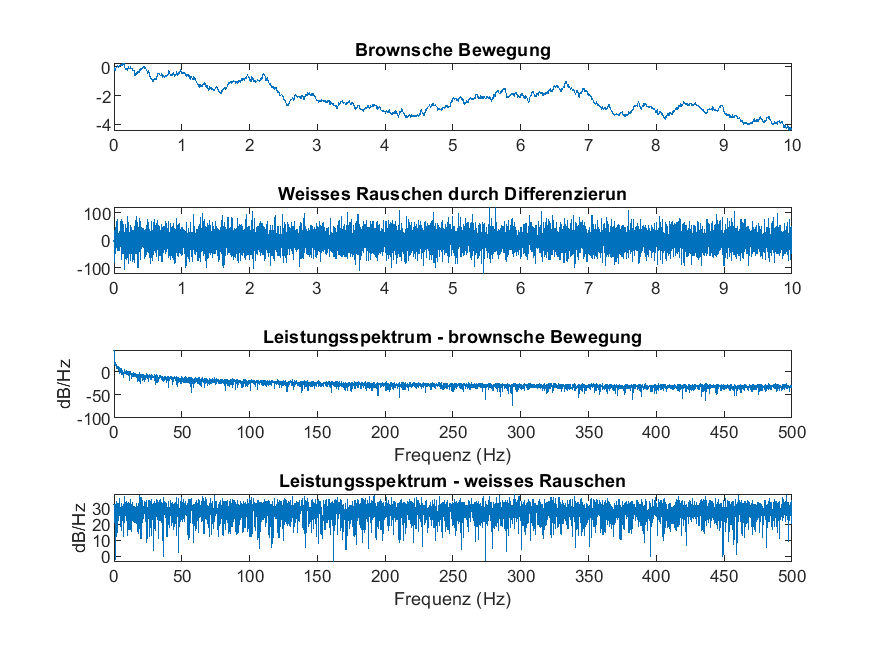 Brownsche Bewegung
0
-2
-4
0 1 2 3 4 5 6 7 8 9 10
Weisses Rauschen durch Differenzierun
100
0
-100
0 1 2 3 4 5 6 7 8 9 10
Leistungsspektrum - brownsche Bewegung
dB/Hz
0
-50
-100
0 50 100 150 200 250 300 350 400 450 500
Frequenz (Hz)
Leistungsspektrum - weisses Rauschen
dB/Hz
30
20
10
0
0 50 100 150 200 250 300 350 400 450 500
Frequenz (Hz)